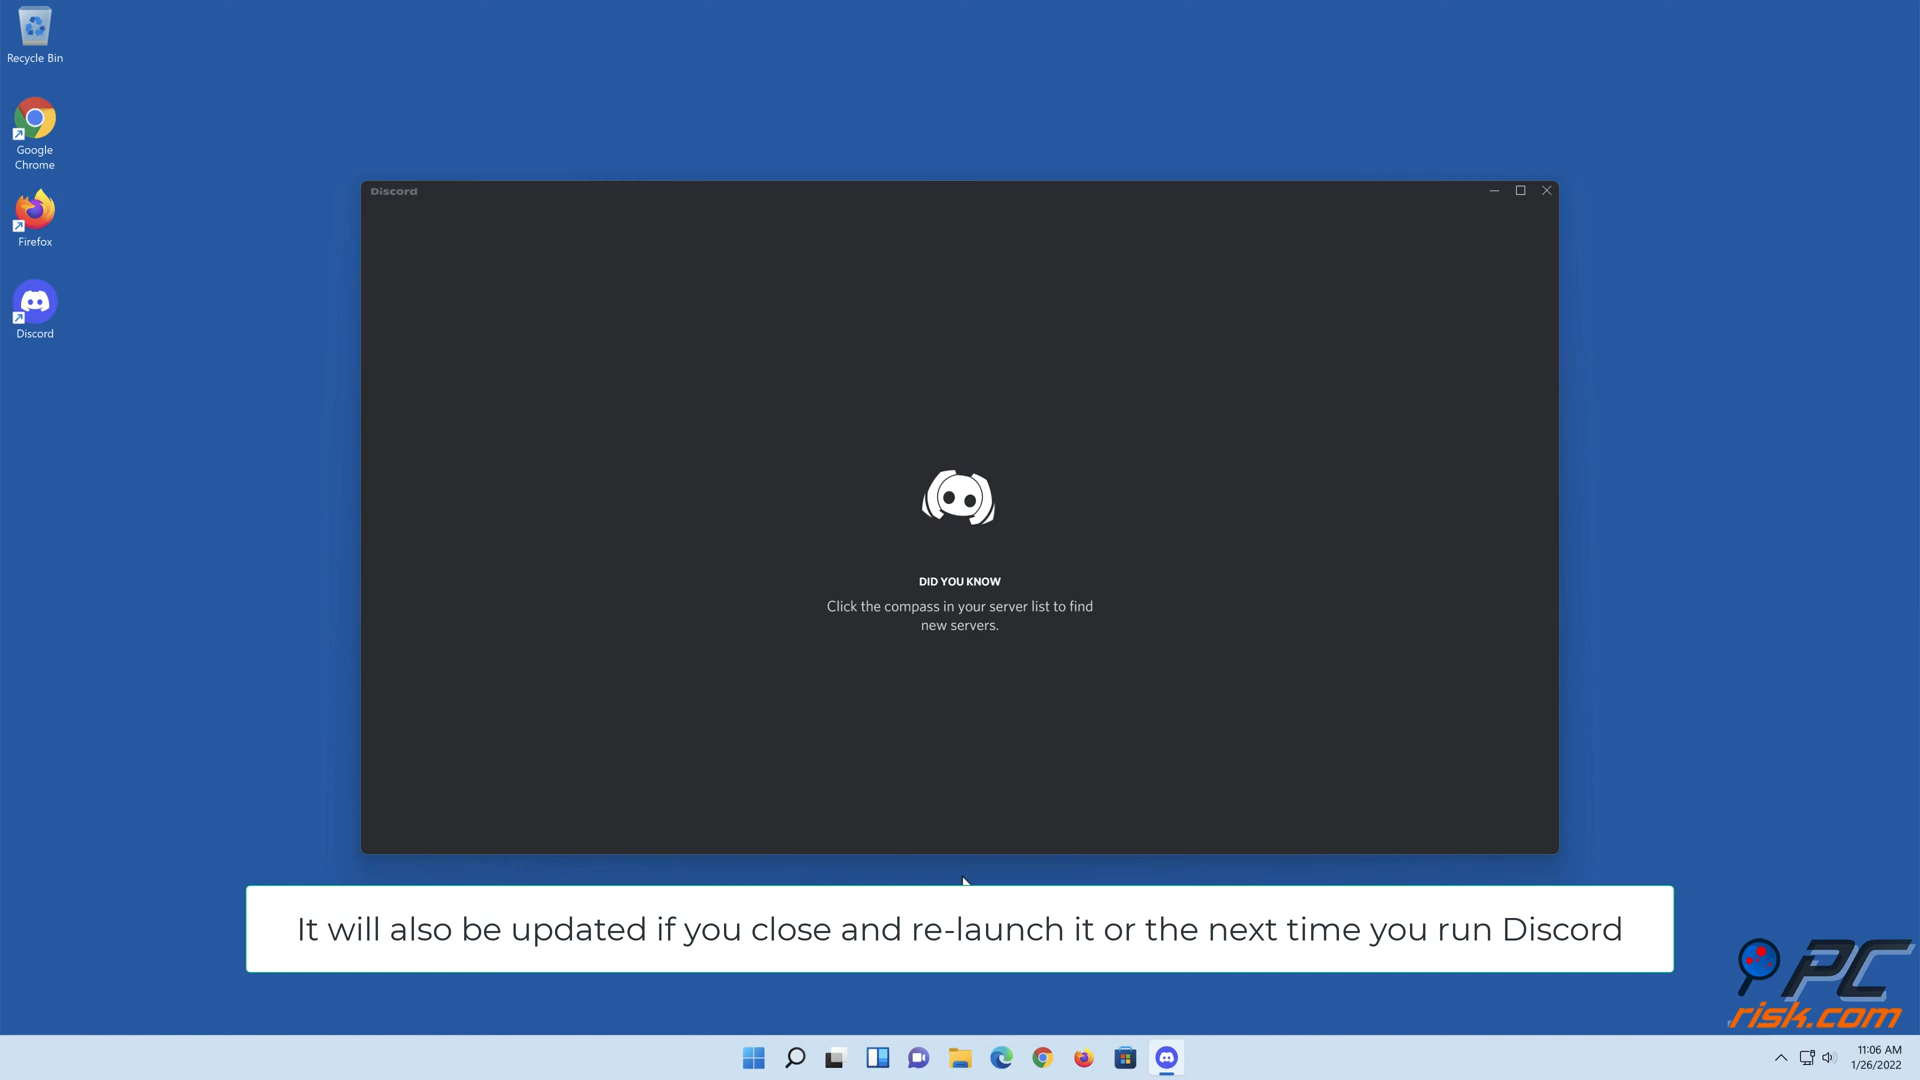 Recycle Bin
Google
Chrome
Firefox
Discord
Discord
DID YOU KNOW
Click the compass in your server list to find
new servers.
It will also be updated if you close and re-launch it or the next time you run Discord
PC
risk.com
11:06 AM
1/26/2022